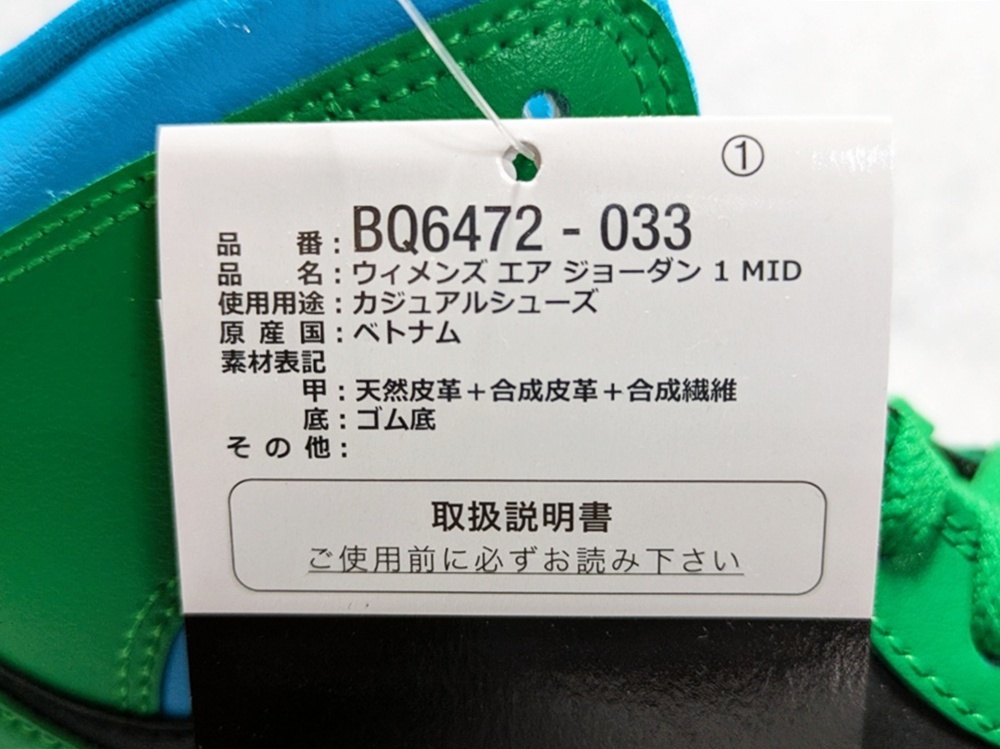 ①
品 番：BQ6472 - 033
品 名：ウィメンズ エア ジョーダン 1 MID
使用用途：カジュアルシューズ
原 産 国：ベトナム
素材表記
甲：天然皮革＋合成皮革＋合成繊維
底：ゴム底
そ の 他：
取扱説明書
ご使用前に必ずお読み下さい